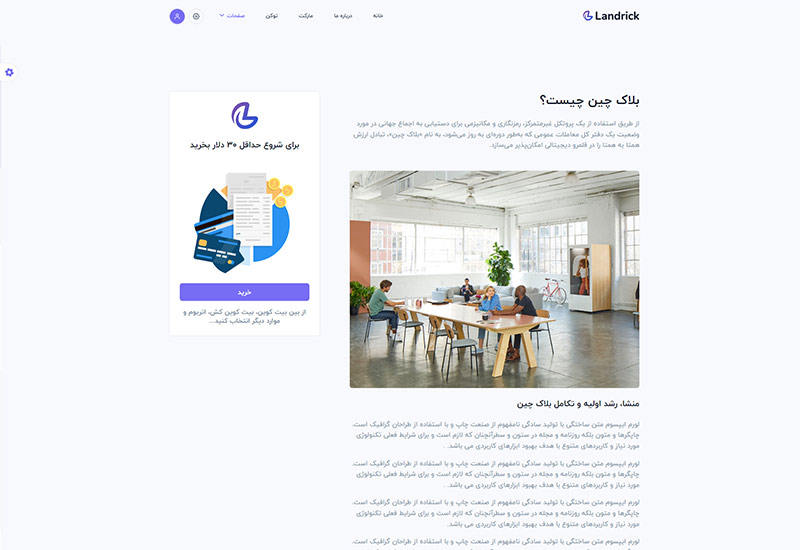 Landrick
خانه
درباره ما
مارکت
توکن
صفحات
بلاک چین چیست؟
از طریق استفاده از یک پروتکل غیرمتمرکز، رمزنگاری و مکانیزمی برای دستیابی به اجماع جهانی در مورد
وضعیت یک دفتر کل معاملات عمومی که به‌طور دوره‌ای به روز می‌شود، به نام «بلاک چین»، تبادل ارزش
همتا به همتا را در قلمرو دیجیتالی امکان‌پذیر می‌سازد.
منشا، رشد اولیه و تکامل بلاک چین
لورم ایپسوم متن ساختگی با تولید سادگی نامفهوم از صنعت چاپ و با استفاده از طراحان گرافیک است.
چاپگرها و متون بلکه روزنامه و مجله در ستون و سطرآنچنان که لازم است و برای شرایط فعلی تکنولوژی
مورد نیاز و کاربردهای متنوع با هدف بهبود ابزارهای کاربردی می باشد. .
لورم ایپسوم متن ساختگی با تولید سادگی نامفهوم از صنعت چاپ و با استفاده از طراحان گرافیک است.
چاپگرها و متون بلکه روزنامه و مجله در ستون و سطرآنچنان که لازم است و برای شرایط فعلی تکنولوژی
مورد نیاز و کاربردهای متنوع با هدف بهبود ابزارهای کاربردی می باشد. .
لورم ایپسوم متن ساختگی با تولید سادگی نامفهوم از صنعت چاپ و با استفاده از طراحان گرافیک است.
چاپگرها و متون بلکه روزنامه و مجله در ستون و سطرآنچنان که لازم است و برای شرایط فعلی تکنولوژی
مورد نیاز و کاربردهای متنوع با هدف بهبود ابزارهای کاربردی می باشد.
لورم ایپسوم متن ساختگی با تولید سادگی نامفهوم از صنعت چاپ و با استفاده از طراحان گرافیک است.
برای شروع حداقل ۳۰ دلار بخرید
خرید
از بین بیت کوین، بیت کوین کش، اتریوم و
موارد دیگر انتخاب کنید...